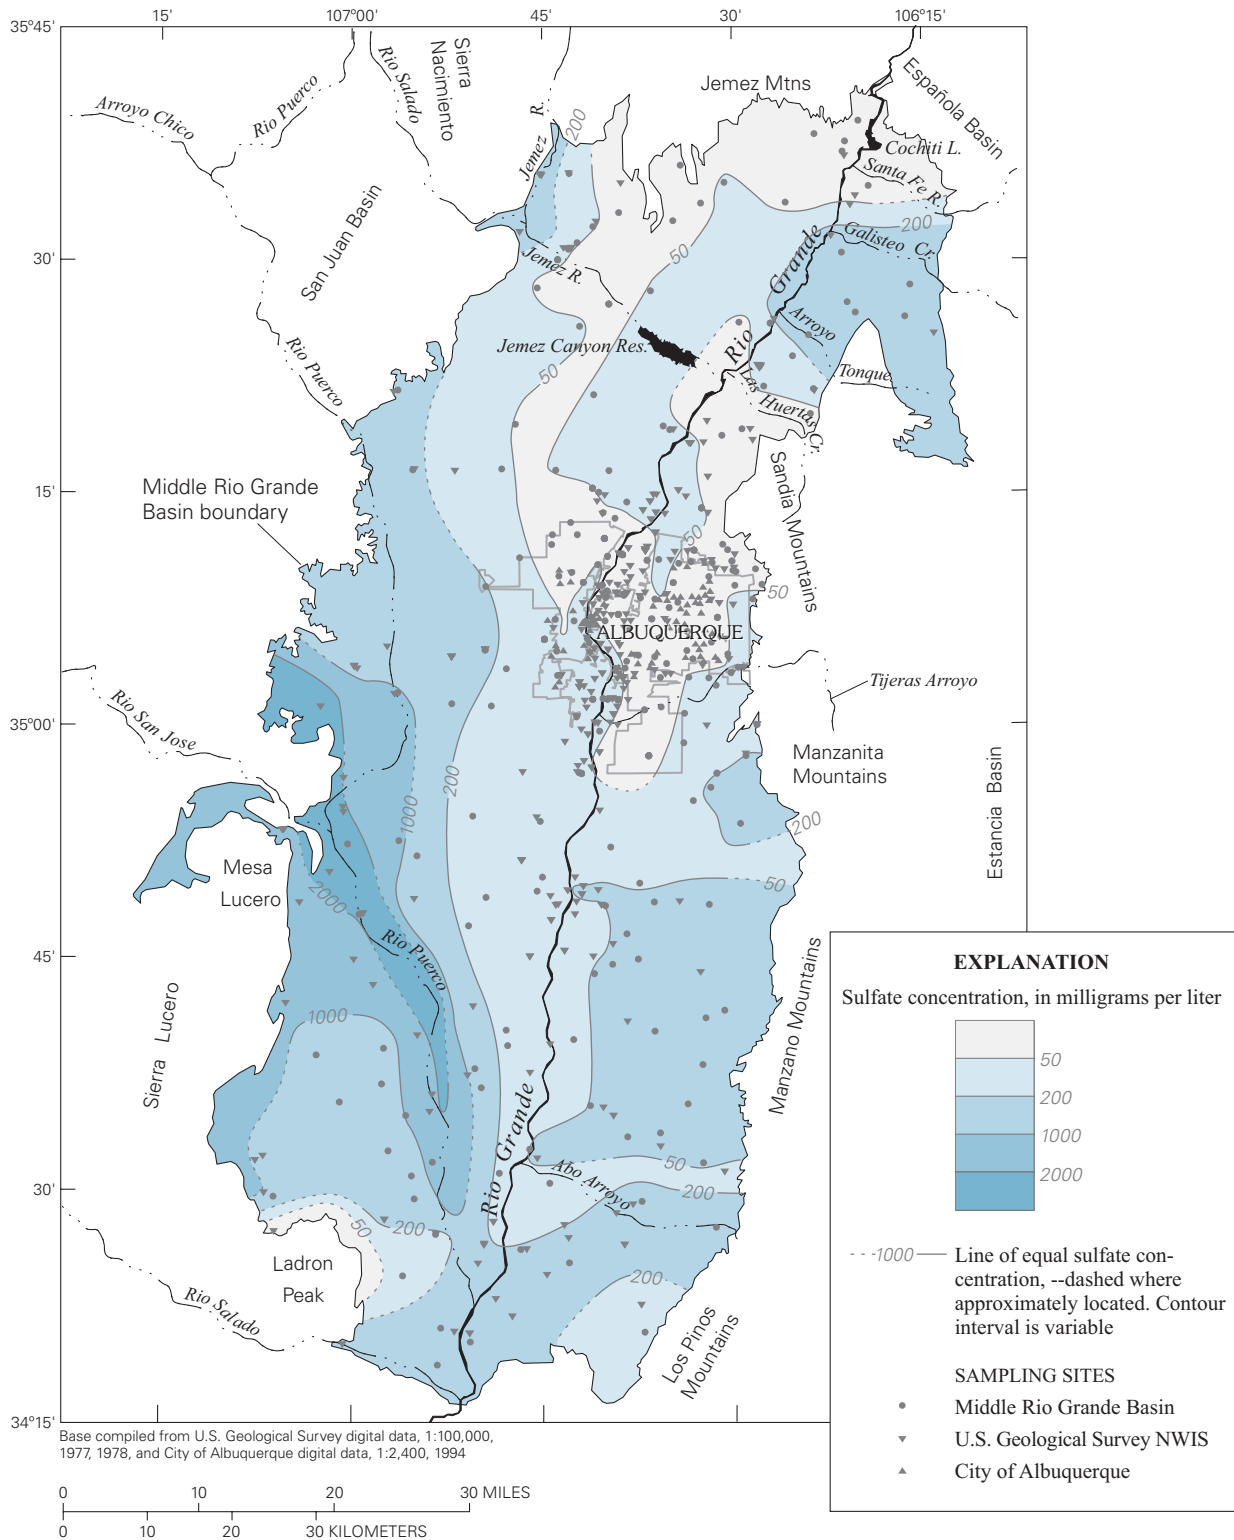 15'
107°00'
45'
30'
106°15'
35°45'
30'
15'
35°00'
45'
30'
34°15'
Arroyo Chico
Rio Puerco
Rio Salado
Sierra
Nacimiento
Jemez R.
200
Jemez Mtns
Española Basin
Cochiti L.
Santa Fe R.
200
Galisteo Cr.
San Juan Basin
Jemez R.
50
Rio Grande
Arroyo
Tonque
Rio Puerco
Jemez Canyon Res.
50
Las Huertas Cr.
Middle Rio Grande
Basin boundary
Sandia Mountains
50
50
ALBUQUERQUE
Tijeras Arroyo
Rio San Jose
Manzanita
Mountains
Estancia Basin
200
1000
200
Mesa
Lucero
2000
50
Rio Puerco
Manzano Mountains
Sierra Lucero
1000
Rio Grande
50
Abo Arroyo
200
50
200
Ladron
Peak
200
Rio Salado
Los Pinos
Mountains
EXPLANATION
Sulfate concentration, in milligrams per liter
50
200
1000
2000
1000
Line of equal sulfate con-
centration, --dashed where
approximately located. Contour
interval is variable
SAMPLING SITES
Middle Rio Grande Basin
U.S. Geological Survey NWIS
City of Albuquerque
Base compiled from U.S. Geological Survey digital data, 1:100,000,
1977, 1978, and City of Albuquerque digital data, 1:2,400, 1994
0 10 20 30 MILES
0 10 20 30 KILOMETERS